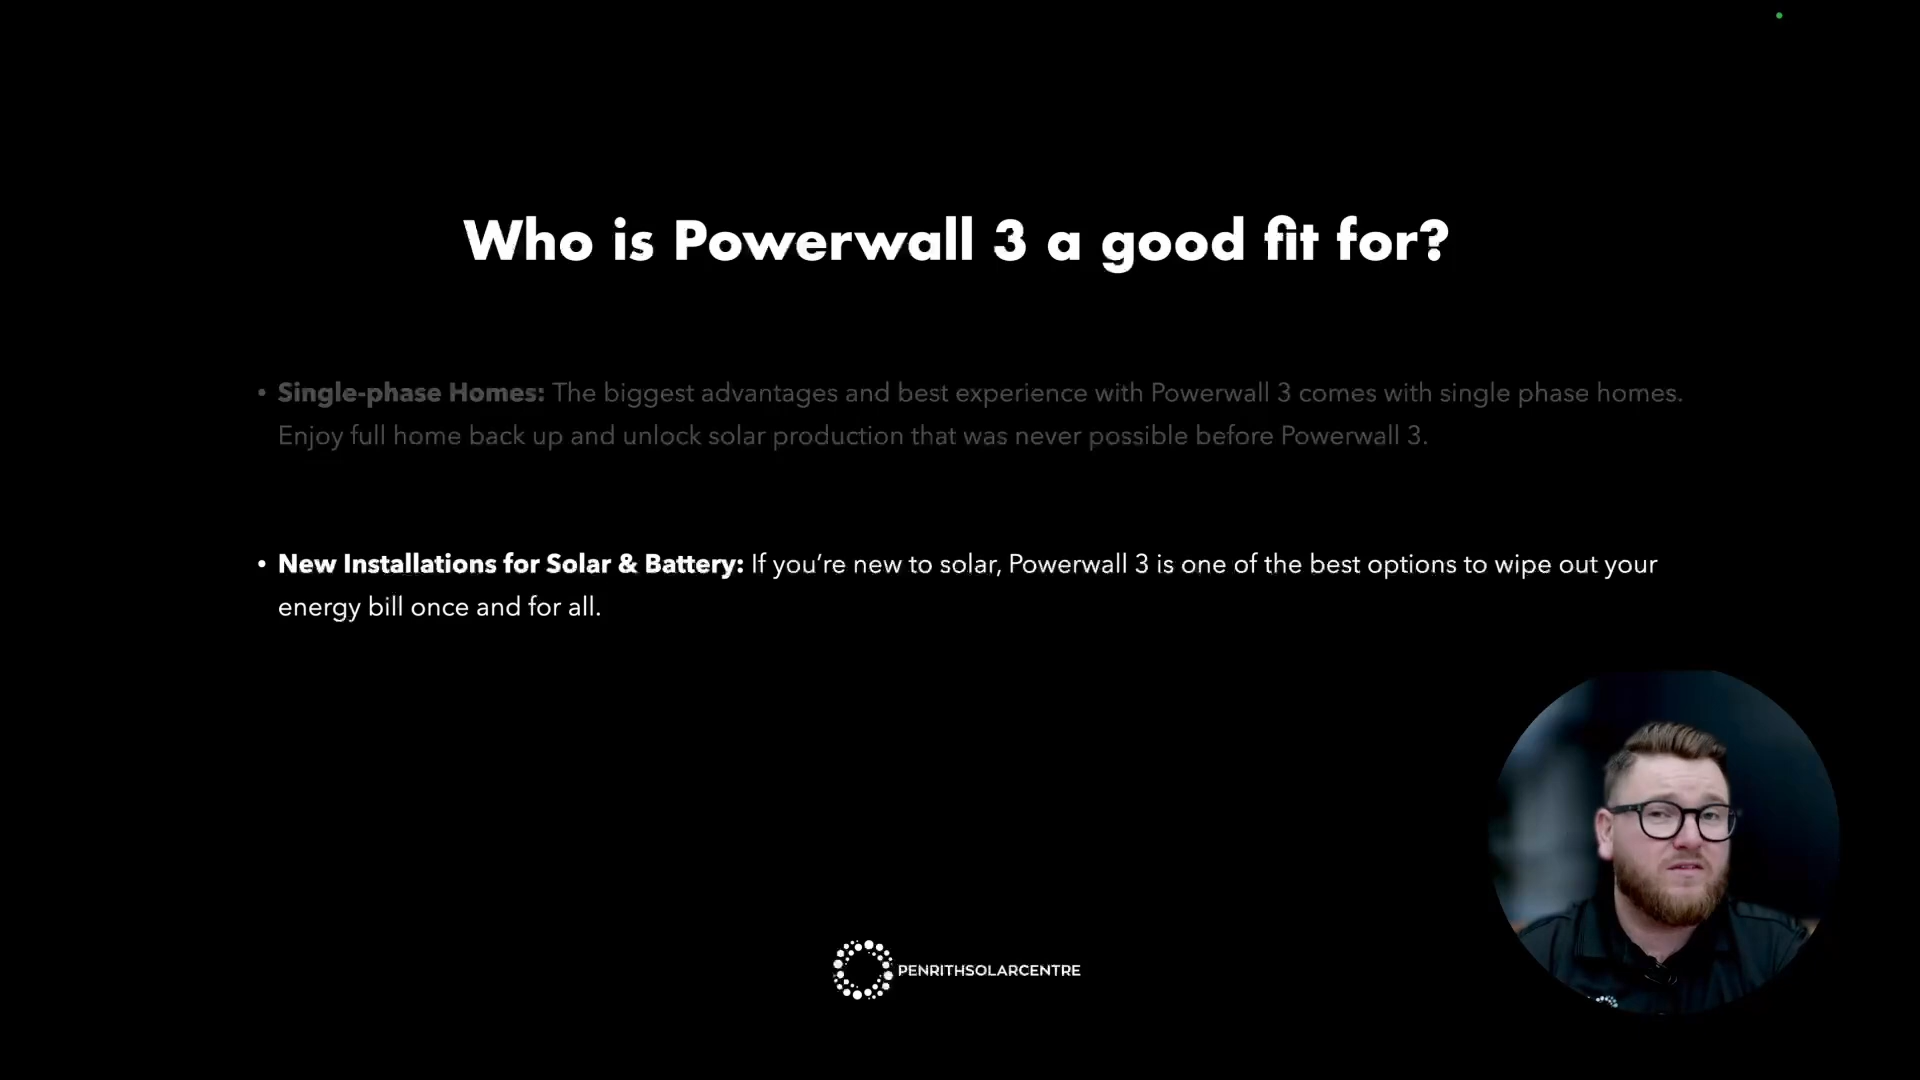 Who is Powerwall 3 a good fit for?
• Single-phase Homes: The biggest advantages and best experience with Powerwall 3 comes with single phase homes.
Enjoy full home back up and unlock solar production that was never possible before Powerwall 3.
• New Installations for Solar & Battery: If you’re new to solar, Powerwall 3 is one of the best options to wipe out your
energy bill once and for all.
PENRITHSOLARCENTRE